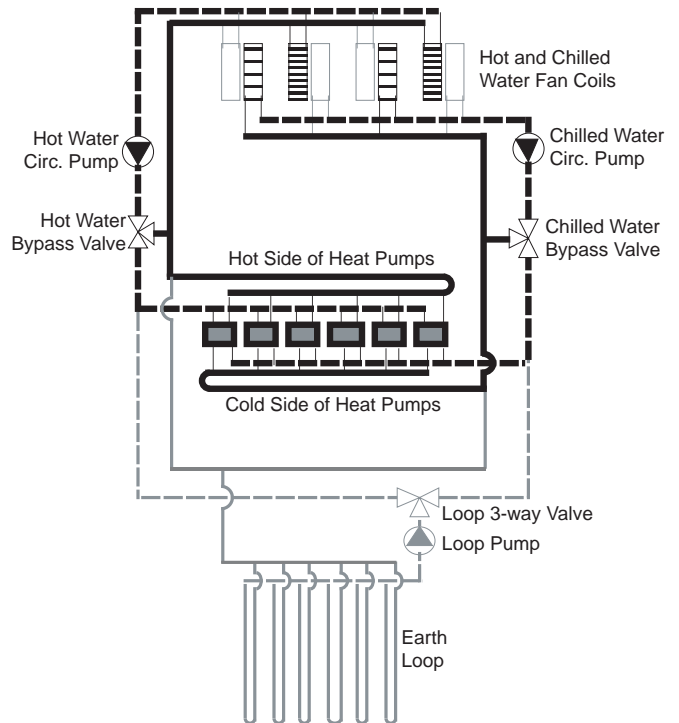 Hot and Chilled
Water Fan Coils
Hot Water
Circ. Pump
Chilled Water
Circ. Pump
Hot Water
Bypass Valve
Chilled Water
Bypass Valve
Hot Side of Heat Pumps
Cold Side of Heat Pumps
Loop 3-way Valve
Loop Pump
Earth
Loop